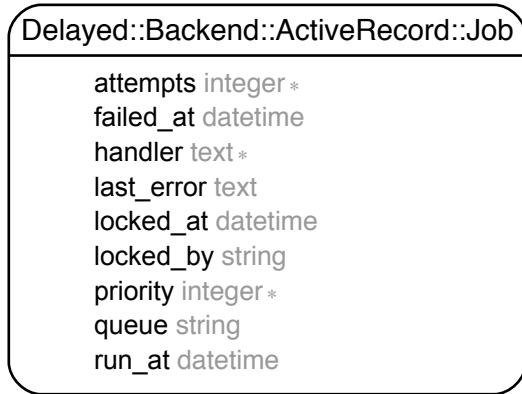 Delayed::Backend::ActiveRecord::Job
attempts integer *
failed_at datetime
handler text *
last_error text
locked_at datetime
locked_by string
priority integer *
queue string
run_at datetime